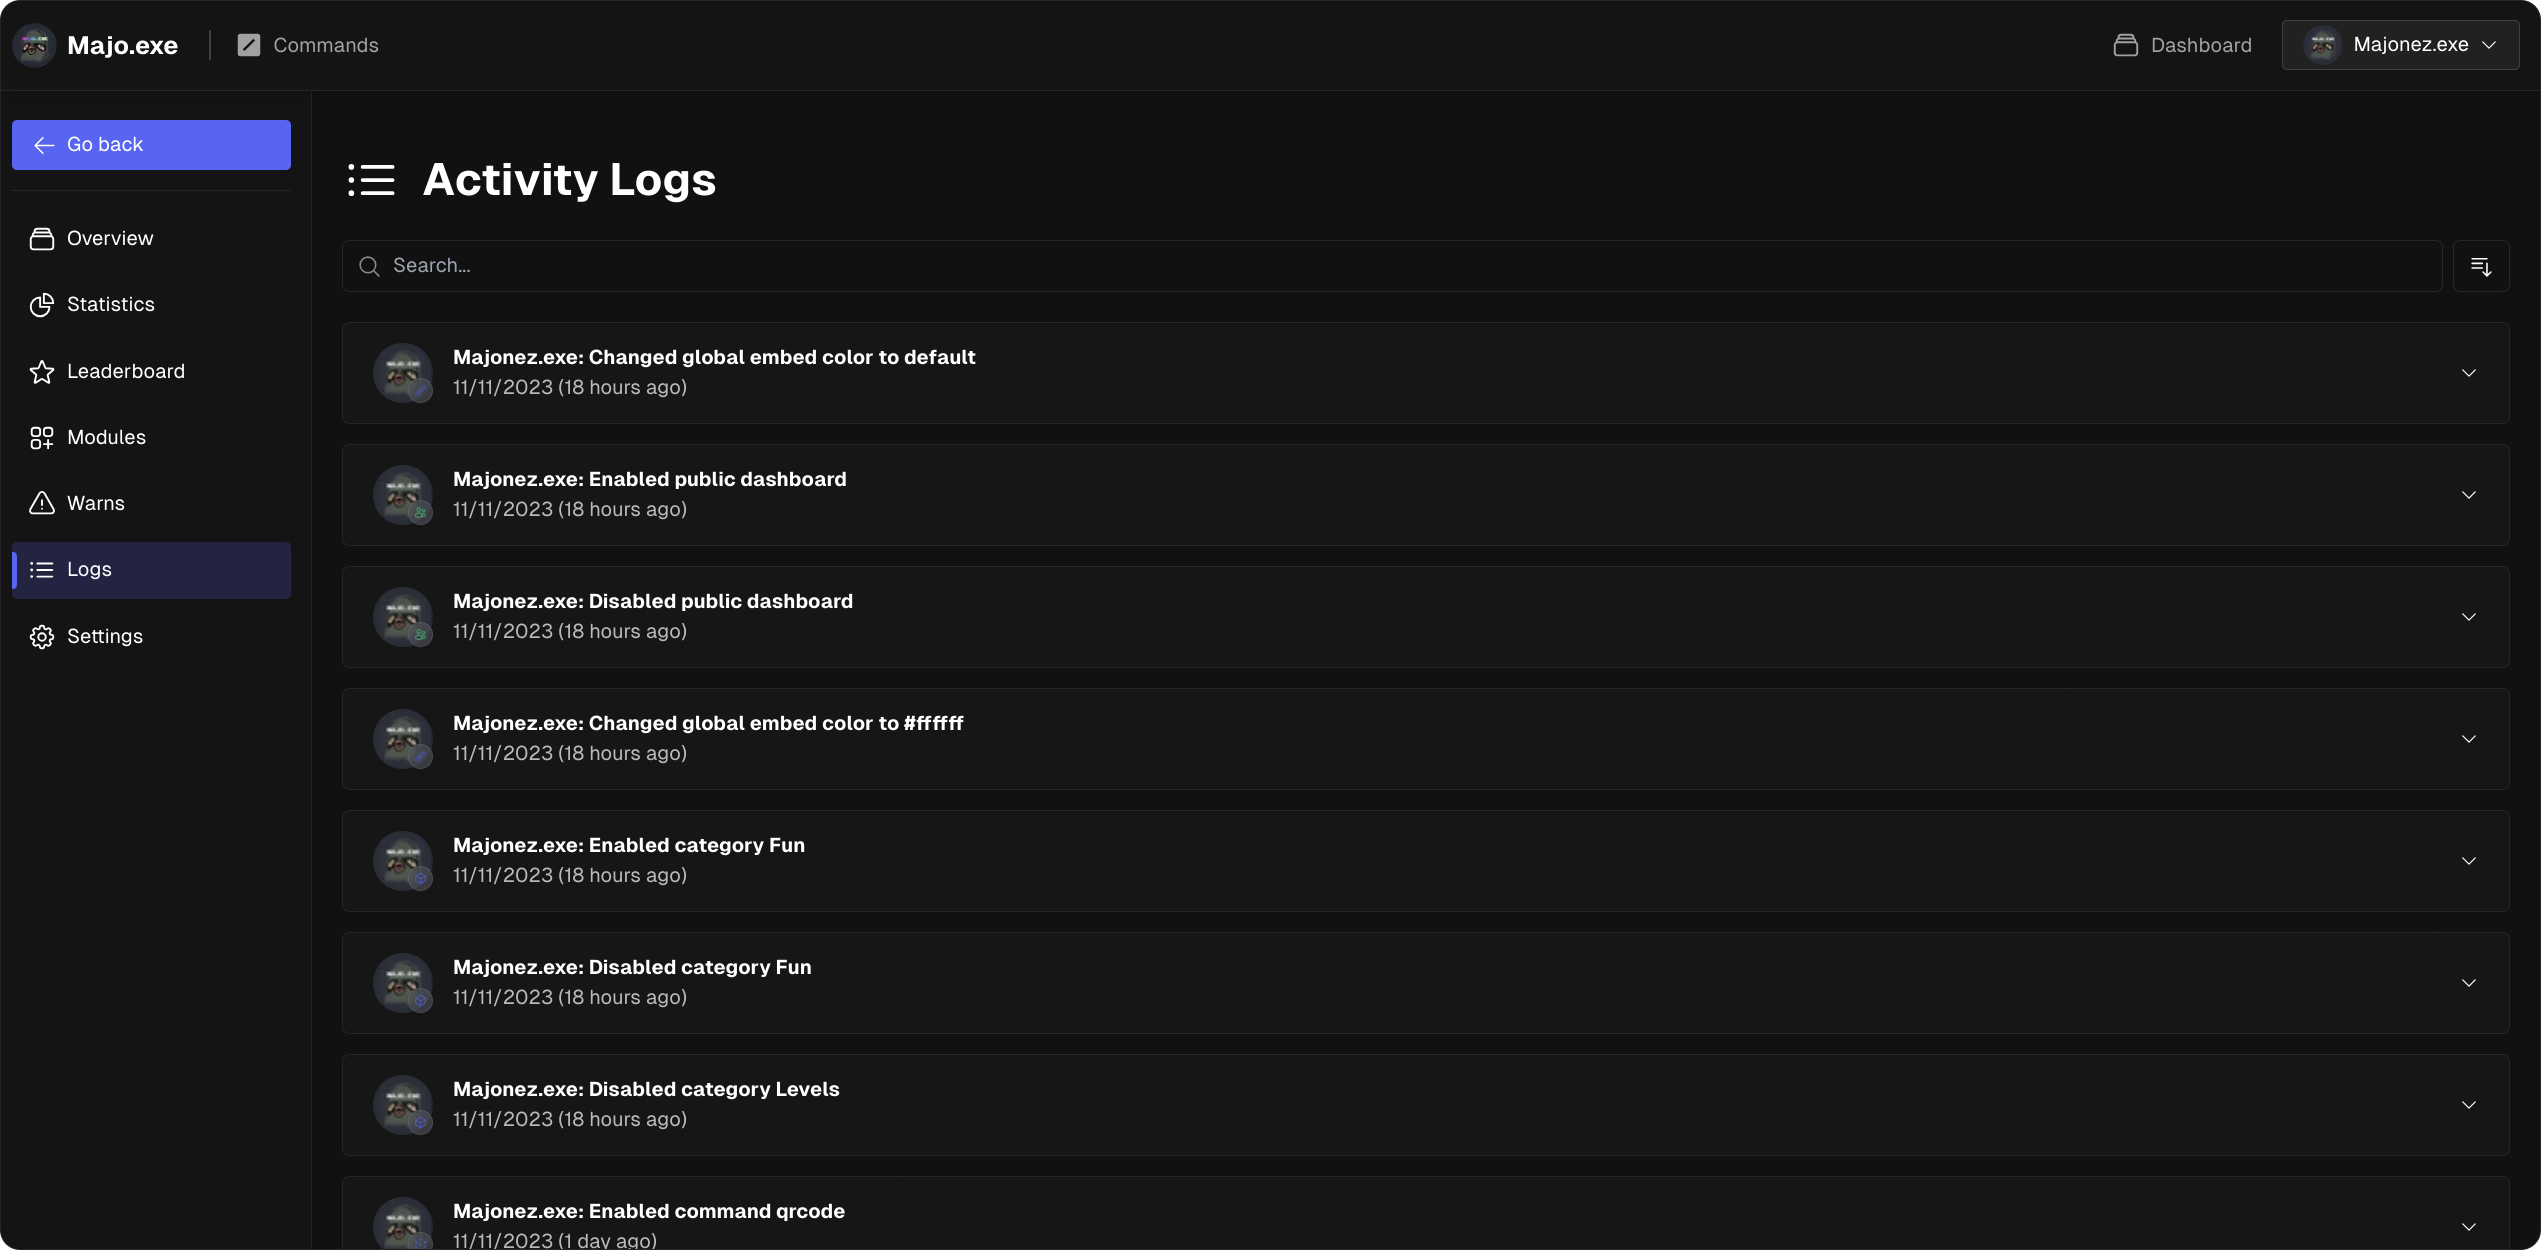 Majo.exe
Commands
Dashboard
Majonez.exe
Go back
Overview
Statistics
Leaderboard
Modules
Warns
Logs
Settings
Activity Logs
Search...
Majonez.exe: Changed global embed color to default
11/11/2023 (18 hours ago)
Majonez.exe: Enabled public dashboard
11/11/2023 (18 hours ago)
Majonez.exe: Disabled public dashboard
11/11/2023 (18 hours ago)
Majonez.exe: Changed global embed color to #ffffff
11/11/2023 (18 hours ago)
Majonez.exe: Enabled category Fun
11/11/2023 (18 hours ago)
Majonez.exe: Disabled category Fun
11/11/2023 (18 hours ago)
Majonez.exe: Disabled category Levels
11/11/2023 (18 hours ago)
Majonez.exe: Enabled command qrcode
11/11/2023 (1 day ago)